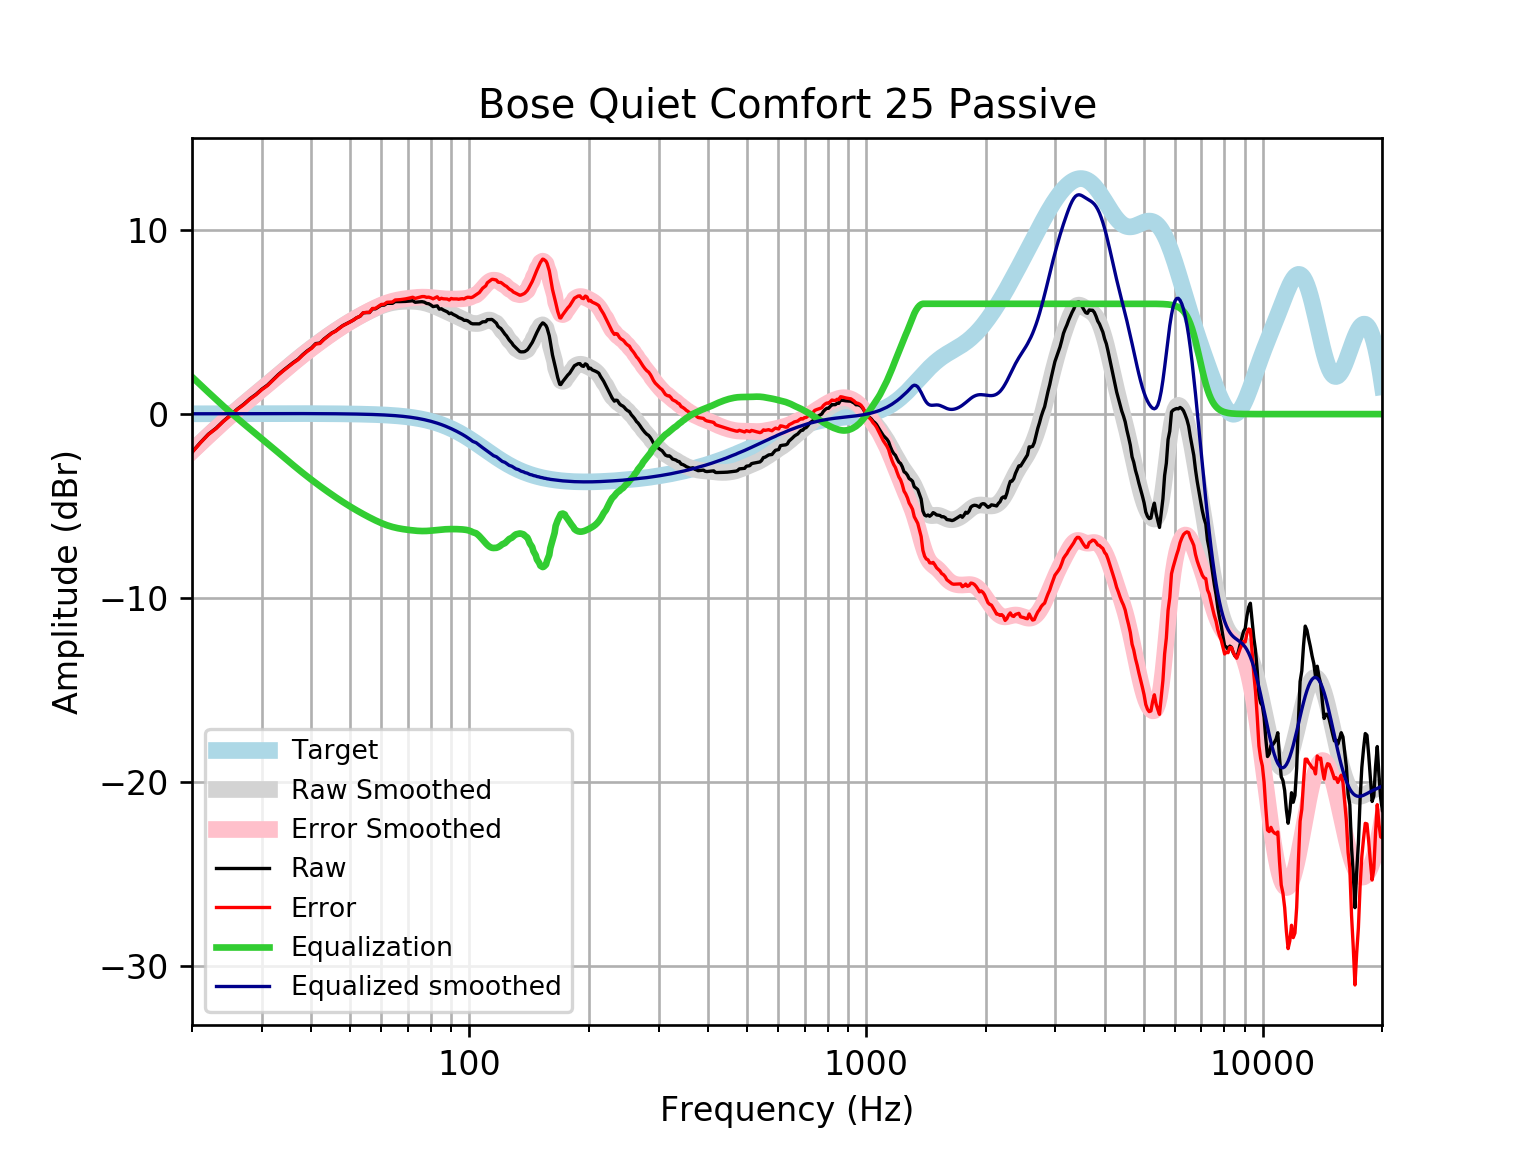 Bose Quiet Comfort 25 Passive
10
0
−10
−20
−30
Amplitude (dBr)
Target
Raw Smoothed
Error Smoothed
Raw
Error
Equalization
Equalized smoothed
100
1000
10000
Frequency (Hz)